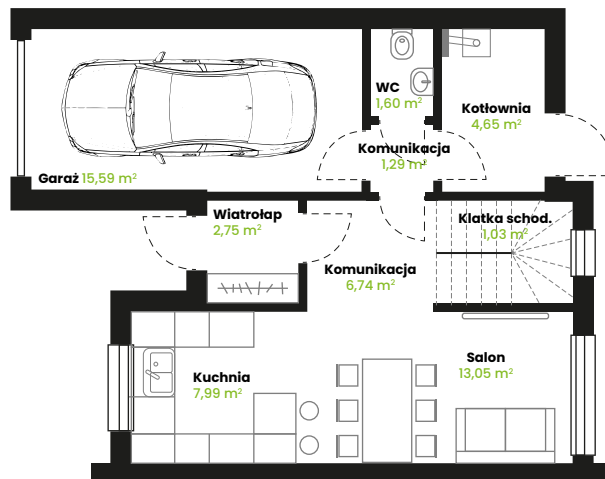 WC
1,60 m²
Kotłownia
4,65 m²
Komunikacja
1,29 m²
Garaż 15,59 m²
Wiatrołap
2,75 m²
Klatka schod.
1,03 m²
Komunikacja
6,74 m²
Kuchnia
7,99 m²
Salon
13,05 m²